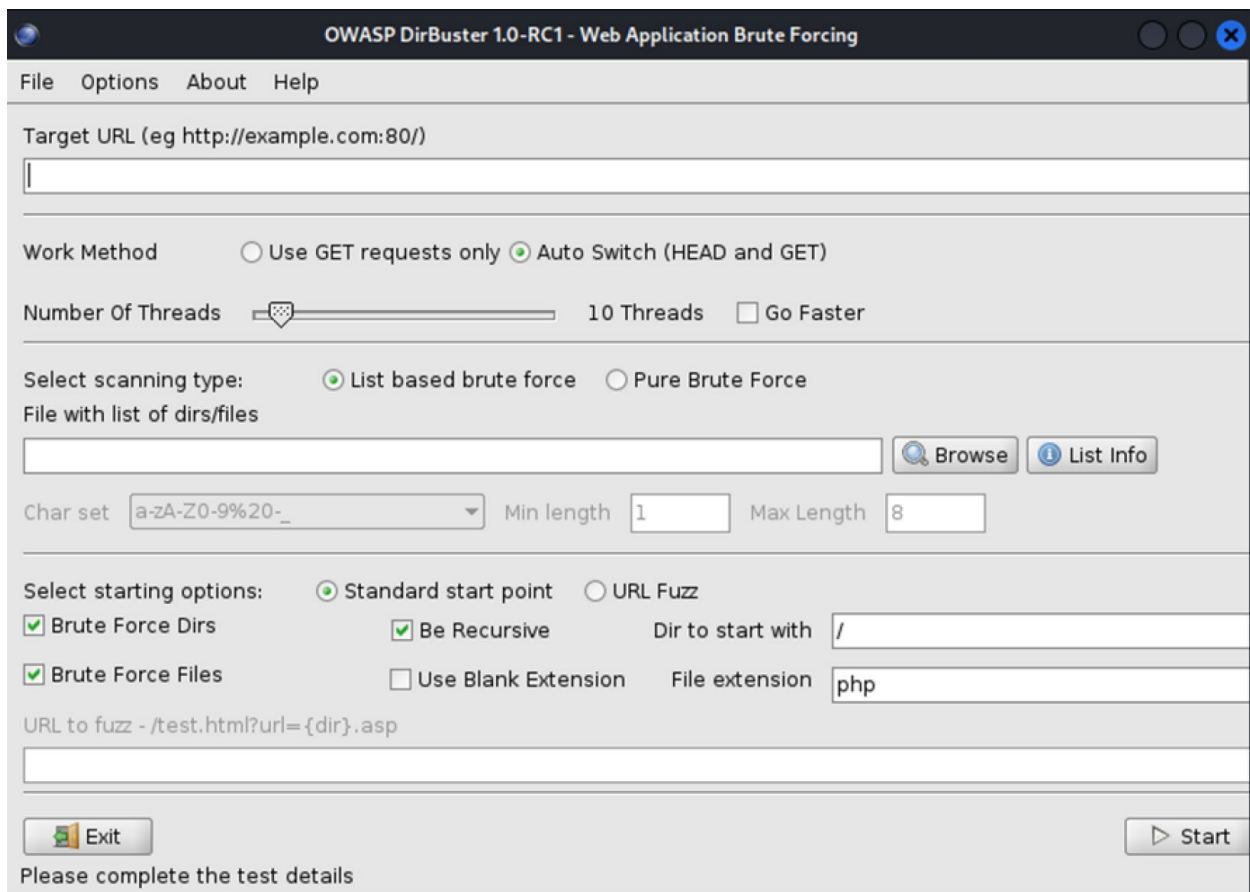 OWASP DirBuster 1.0-RC1 - Web Application Brute Forcing
File Options About Help
Target URL (eg http://example.com:80/)
Work Method Use GET requests only Auto Switch (HEAD and GET)
Number Of Threads 10 Threads Go Faster
Select scanning type: List based brute force Pure Brute Force
File with list of dirs/files
Browse List Info
Char set a-zA-Z0-9%20-_ Min length 1 Max Length 8
Select starting options: Standard start point URL Fuzz
Brute Force Dirs Be Recursive Dir to start with /
Brute Force Files Use Blank Extension File extension php
URL to fuzz - /test.html?url={dir}.asp
Exit Start
Please complete the test details